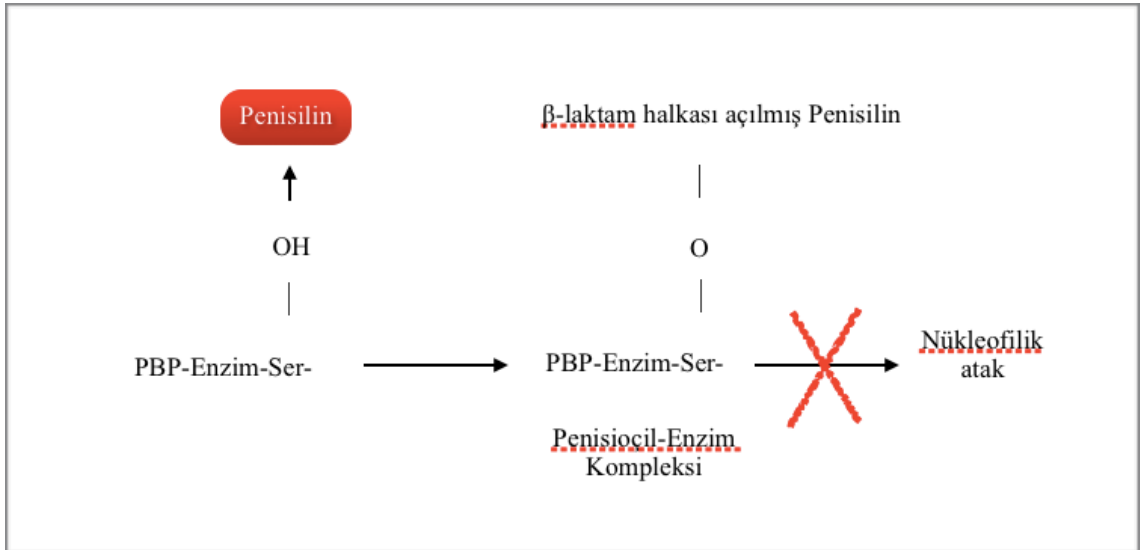 Penisilin
β-laktam halkası açılmış Penisilin
OH
O
PBP-Enzim-Ser-
PBP-Enzim-Ser-
Nükleofilik
atak
Penisioçil-Enzim
Kompleksi